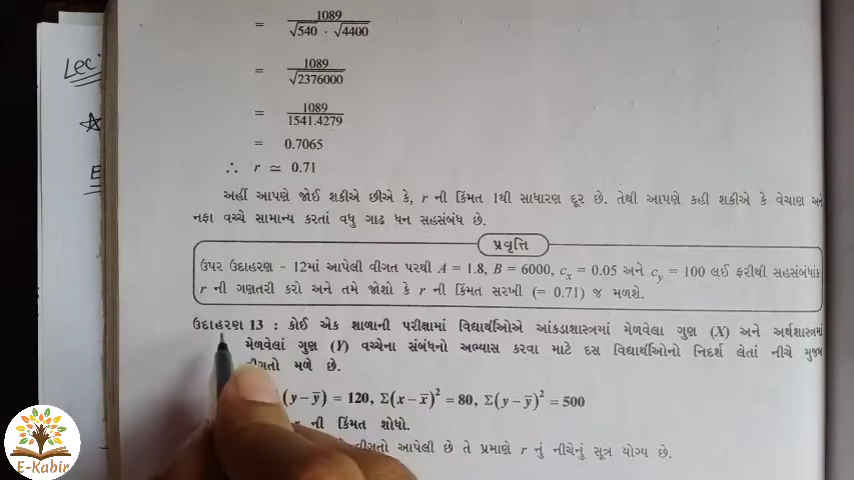 Lec
= 1089 / √540 · √4400
= 1089 / √2376000
= 1089 / 1541.4279
= 0.7065
∴ r ≃ 0.71
અહીં આપણે જોઈ શકીએ છીએ કે, r ની કિંમત 1થી સાધારણ દૂર છે. તેથી આપણે કહી શકીએ કે વેચાણ અને
નફા વચ્ચે સામાન્ય કરતાં વધુ ગાઢ ધન સહસંબંધ છે.
પ્રવૃત્તિ
ઉપર ઉદાહરણ - 12માં આપેલી વીગત પરથી A = 1.8, B = 6000, cₓ = 0.05 અને c_y = 100 લઈ ફરીથી સહસંબંધાંક
r ની ગણતરી કરો અને તમે જોશો કે r ની કિંમત સરખી (= 0.71) જ મળશે.
ઉદાહરણ 13 : કોઈ એક શાળાની પરીક્ષામાં વિદ્યાર્થીઓએ આંકડાશાસ્ત્રમાં મેળવેલા ગુણ (X) અને અર્થશાસ્ત્રમાં
મેળવેલાં ગુણ (Y) વચ્ચેના સંબંધનો અભ્યાસ કરવા માટે દસ વિદ્યાર્થીઓનો નિદર્શ લેતાં નીચે મુજબ
વીગતો મળે છે.
(y – ȳ) = 120, Σ(x – x̄)² = 80, Σ(y – ȳ)² = 500
ની કિંમત શોધો.
વીગતો આપેલી છે તે પ્રમાણે r નું નીચેનું સૂત્ર યોગ્ય છે.
E-Kabir